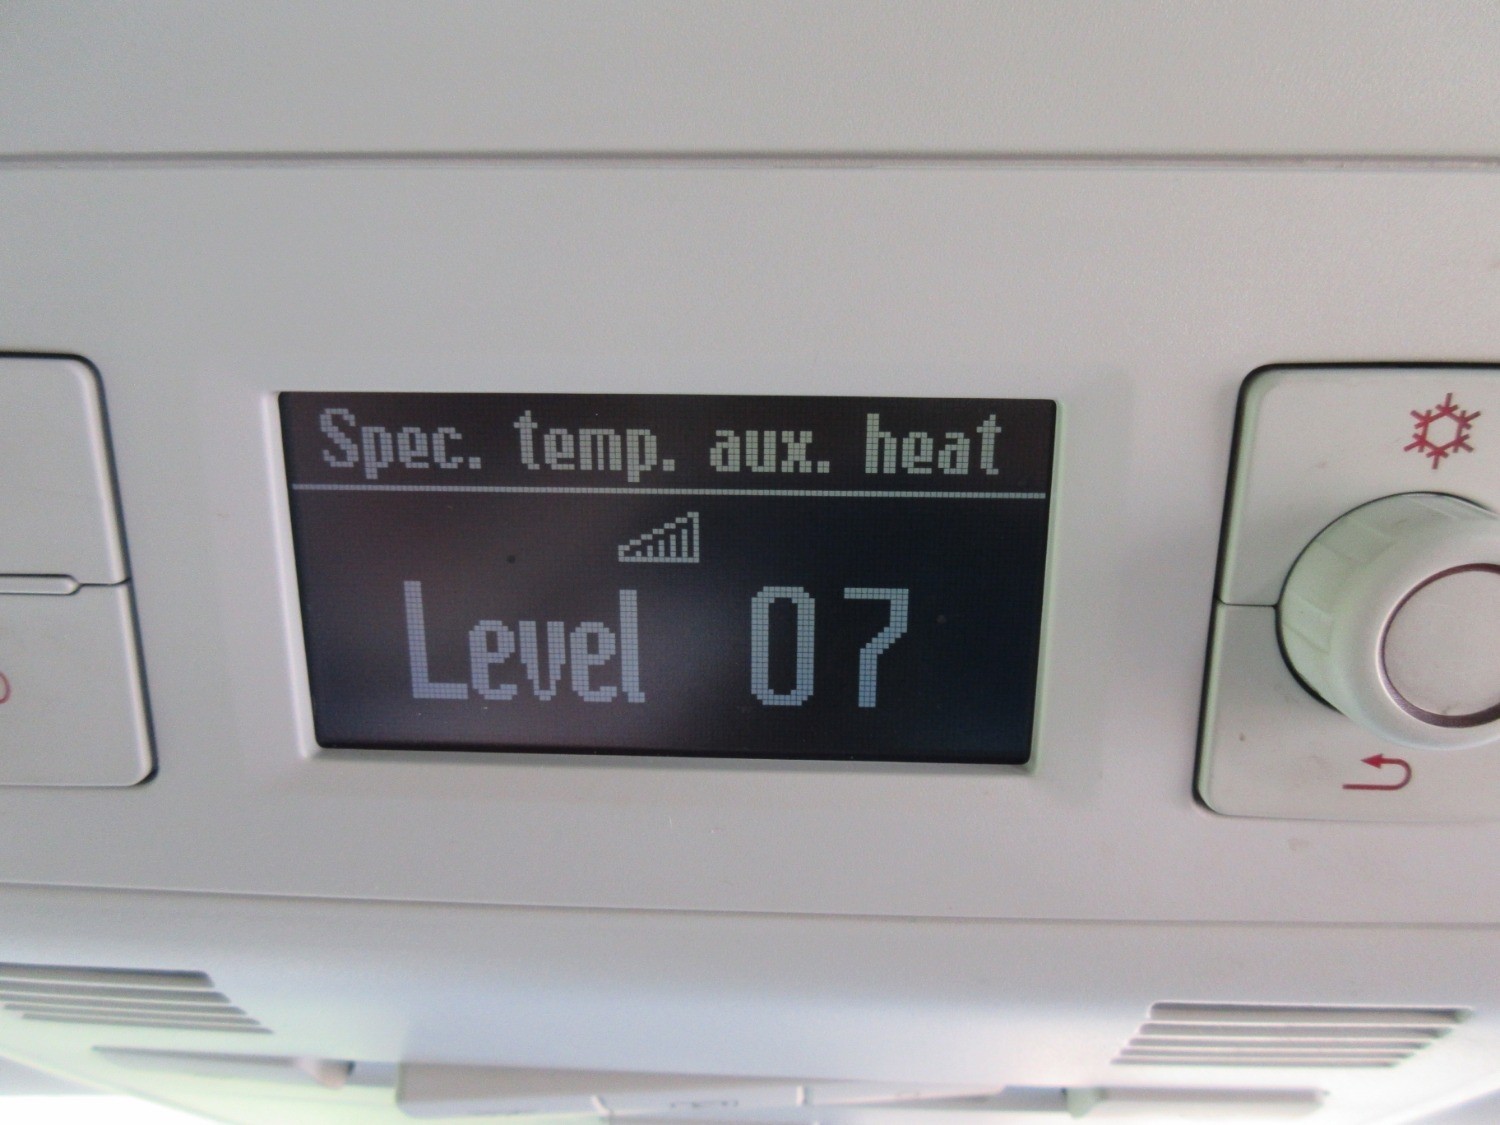 Spec. temp. aux. heat
Level 07